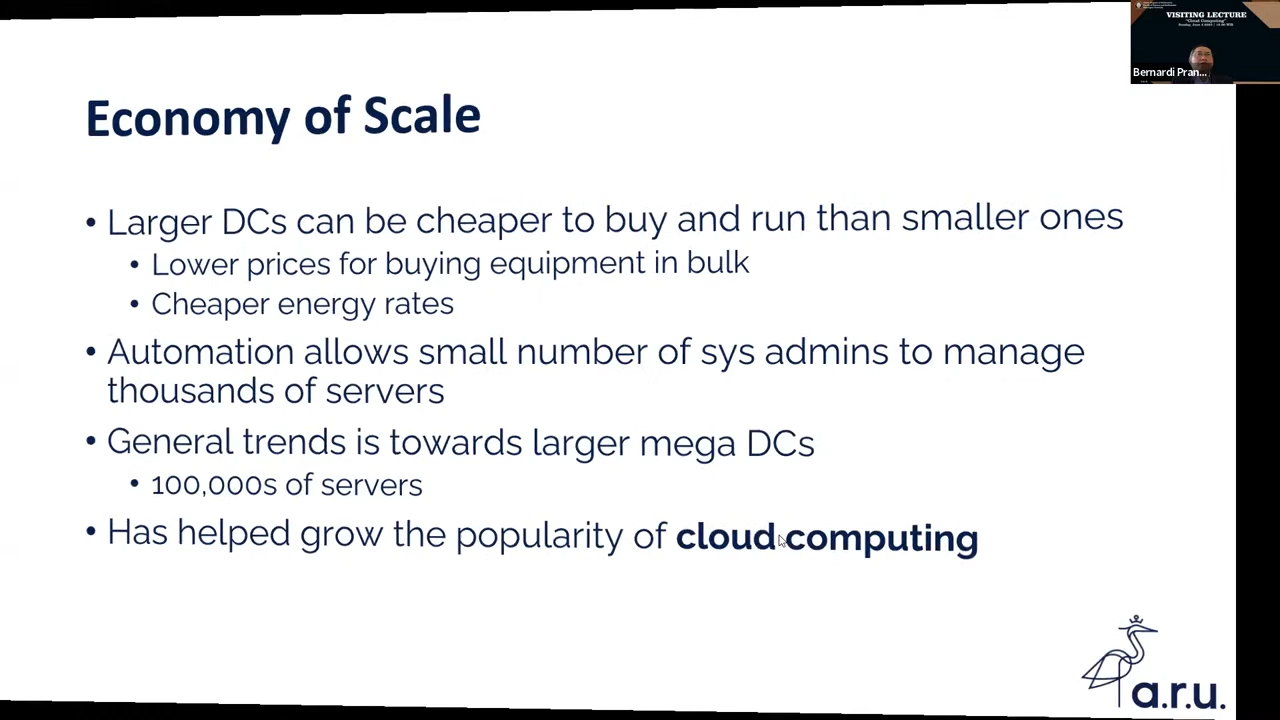 Economy of Scale
• Larger DCs can be cheaper to buy and run than smaller ones
• Lower prices for buying equipment in bulk
• Cheaper energy rates
• Automation allows small number of sys admins to manage
thousands of servers
• General trends is towards larger mega DCs
• 100,000s of servers
• Has helped grow the popularity of cloud computing
a.r.u.
VISITING LECTURE
"Cloud Computing"
Bernardi Pran...